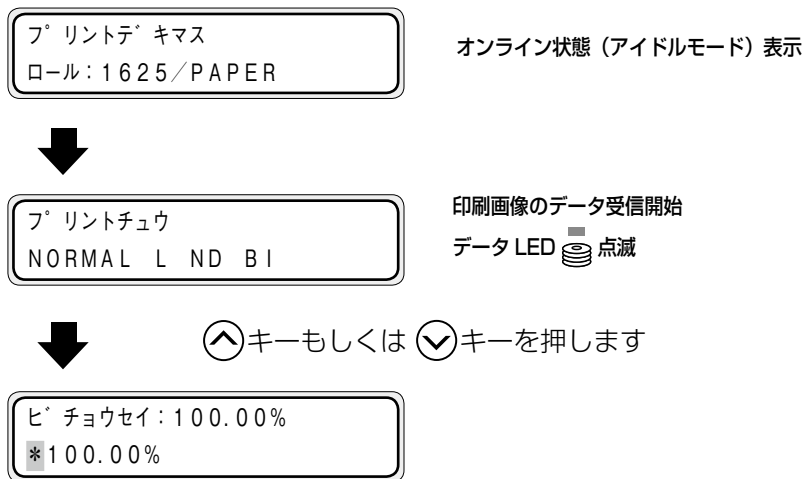 プリントデキマス
ロール:1625/PAPER
オンライン状態(アイドルモード)表示
プリントチュウ
NORMAL L ND BI
印刷画像のデータ受信開始
データ LED 点滅
キーもしくは キーを押します
ビチョウセイ:100.00%
*100.00%